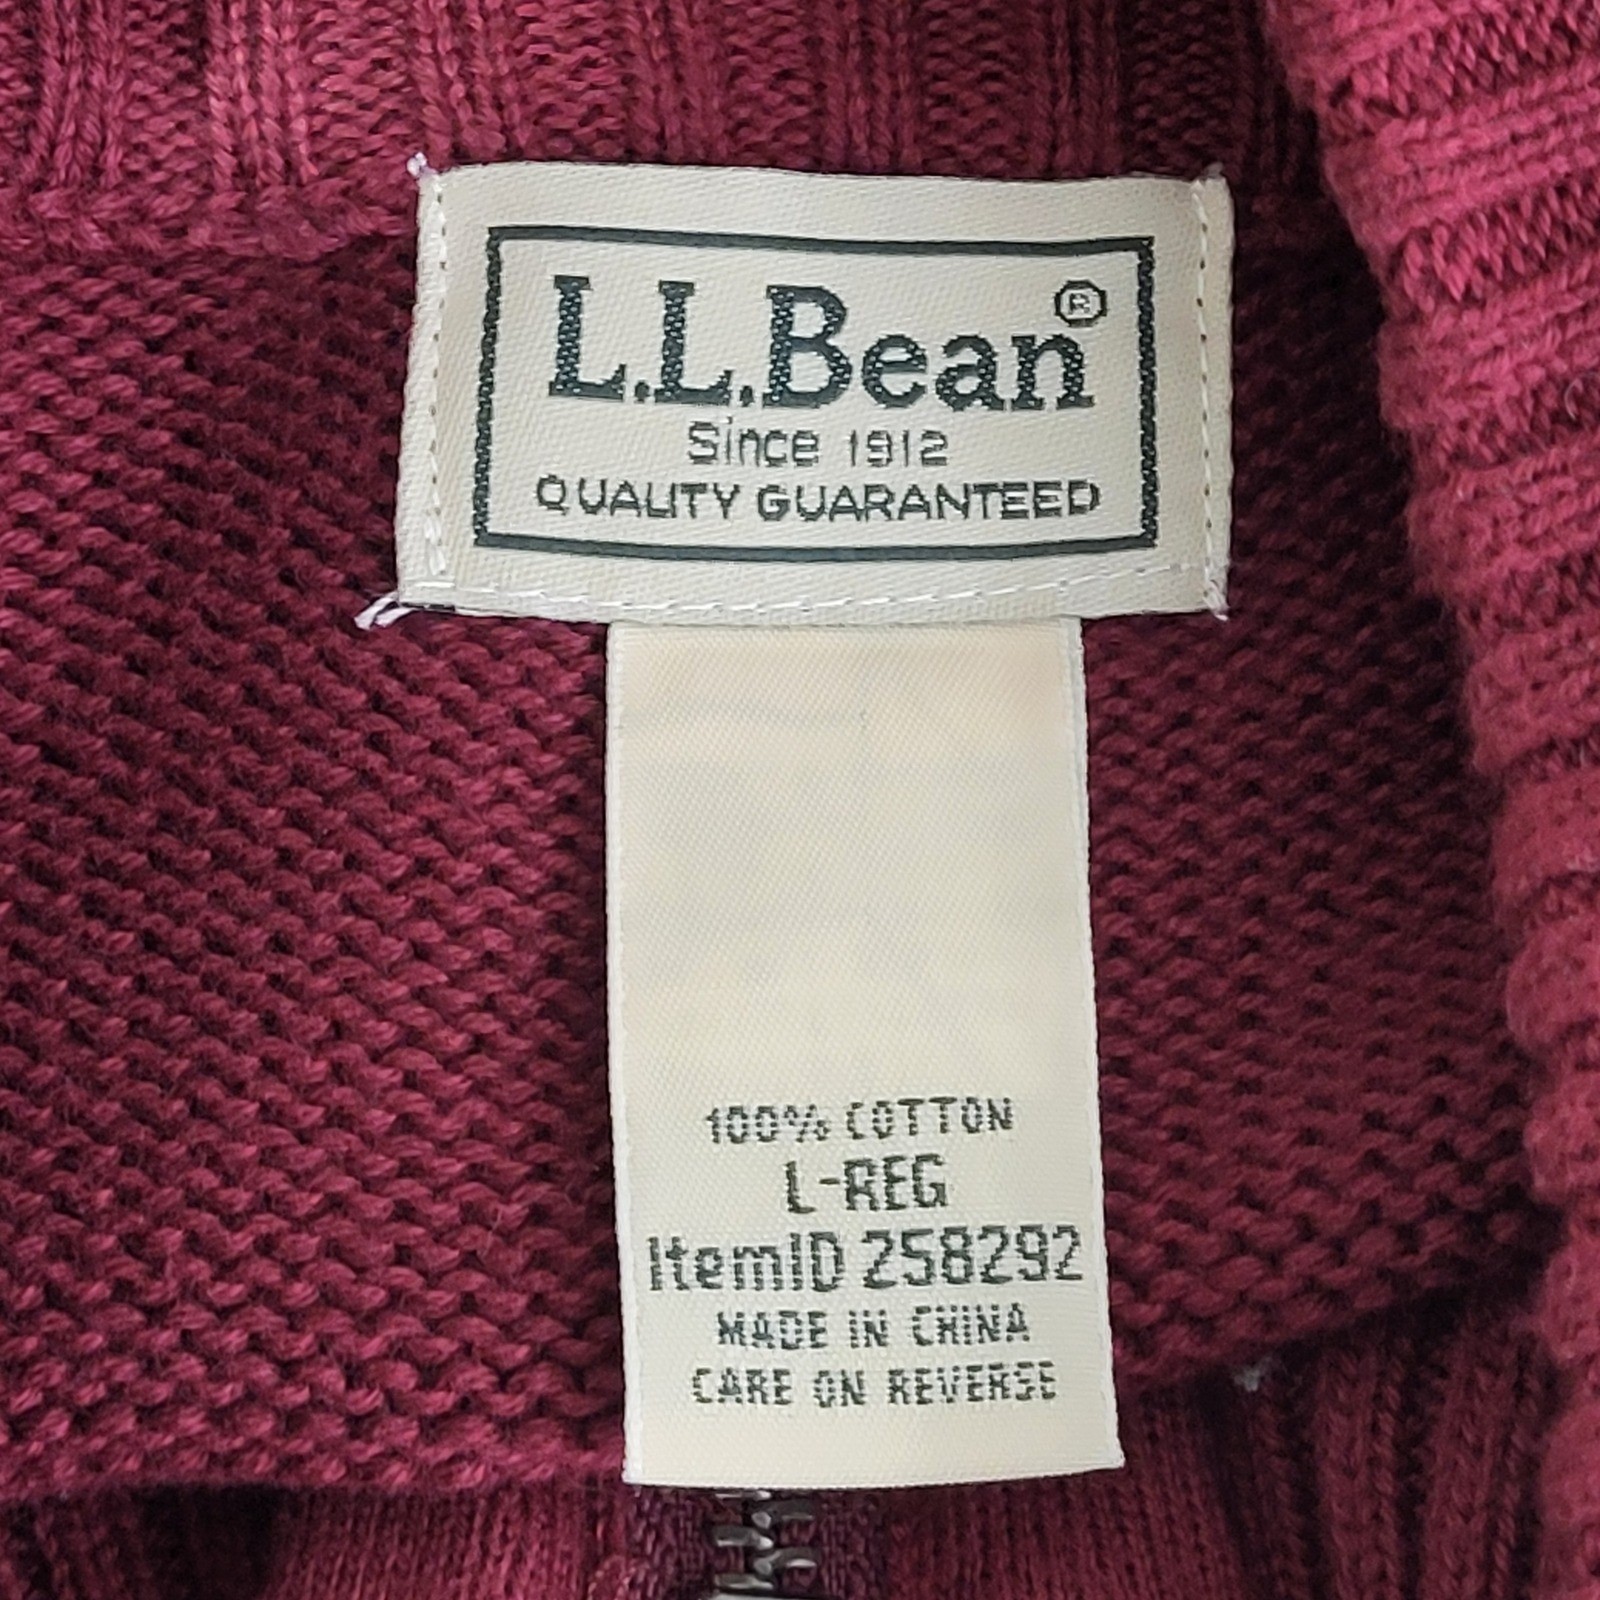 L.L.Bean®
Since 1912
QUALITY GUARANTEED
100% COTTON
L-REG
ItemID 258292
MADE IN CHINA
CARE ON REVERSE